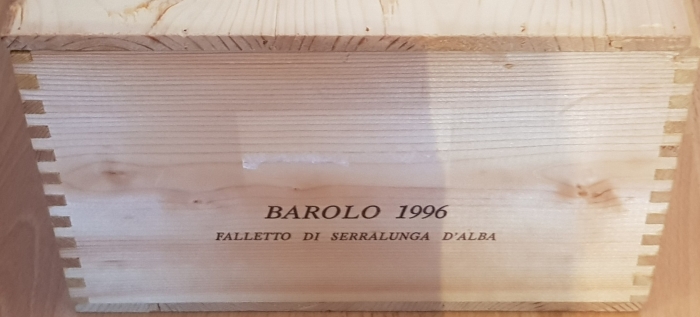 BAROLO 1996
FALLETTO DI SERRALUNGA D'ALBA